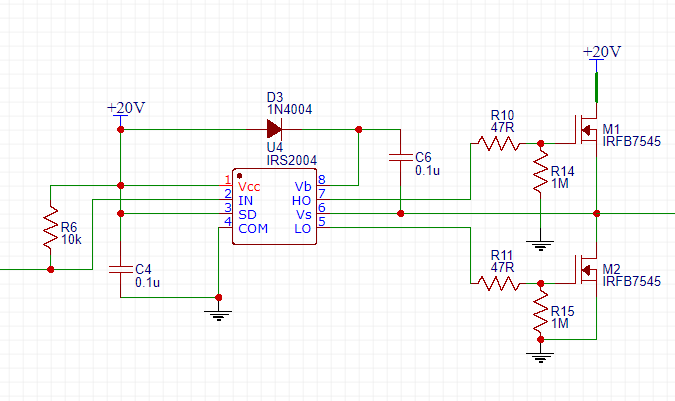 +20V
+20V
D3
1N4004
U4
IRS2004
R10
47R
M1
IRFB7545
C6
0.1u
1
Vcc
Vb
8
2
IN
HO
7
3
SD
Vs
6
4
COM
LO
5
R14
1M
R6
10k
C4
0.1u
R11
47R
M2
IRFB7545
R15
1M